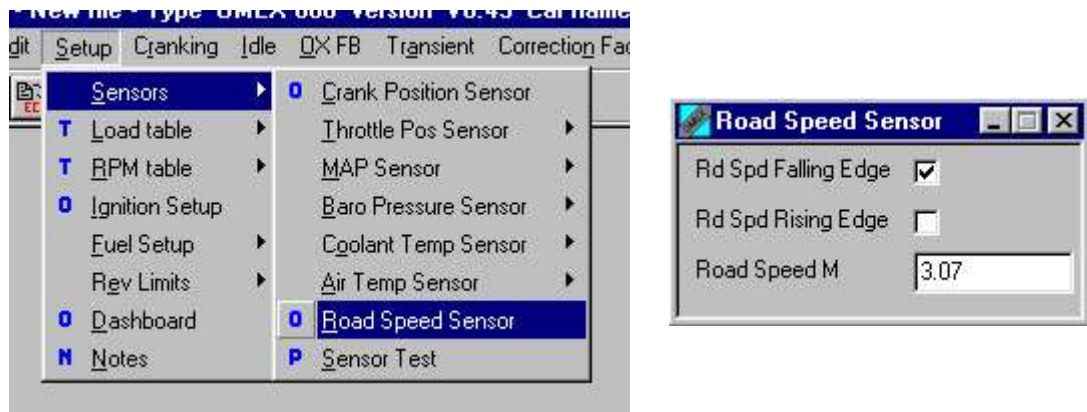 dit Setup Cranking Idle OX FB Transient Correction Fac
EC
Sensors
T Load table
T RPM table
O Ignition Setup
Fuel Setup
Rev Limits
O Dashboard
N Notes
O Crank Position Sensor
Throttle Pos Sensor
MAP Sensor
Baro Pressure Sensor
Coolant Temp Sensor
Air Temp Sensor
O Road Speed Sensor
P Sensor Test
Road Speed Sensor
Rd Spd Falling Edge
Rd Spd Rising Edge
Road Speed M 3.07